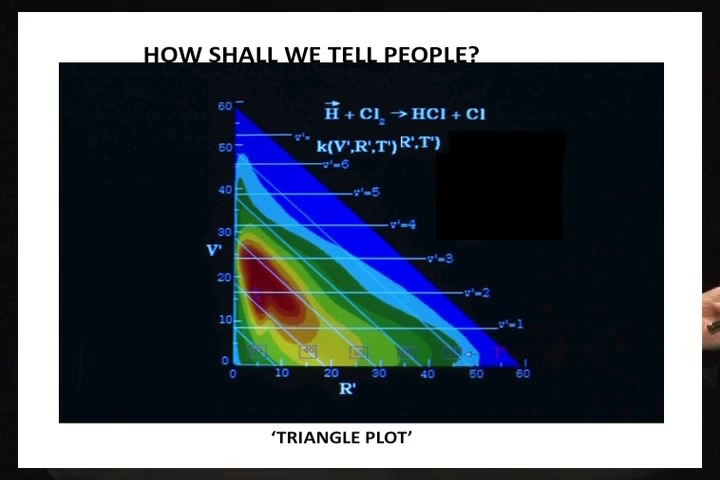 HOW SHALL WE TELL PEOPLE?
60
H + Cl2 → HCl + Cl
k(V',R',T') R',T')
v'=
50
v'=6
40
v'=5
v'=4
30
V'
v'=3
20
v'=2
10
v'=1
0
0 10 20 30 40 50 60
R'
‘TRIANGLE PLOT’